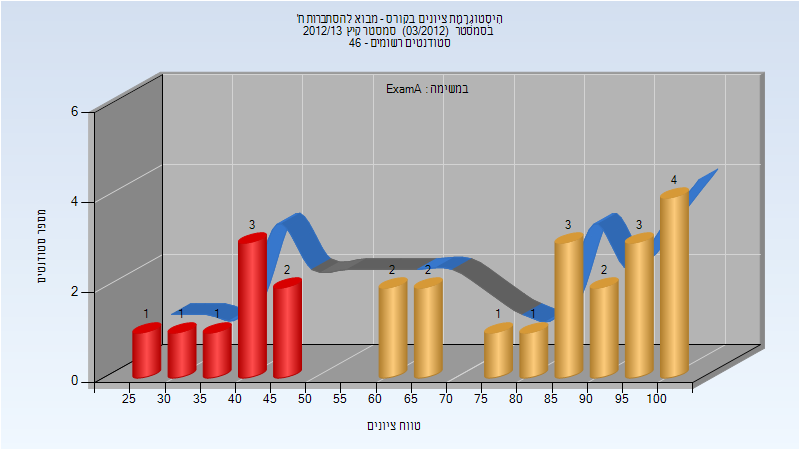 היסטוגרמת ציונים בקורס - מבוא להסתברות ח'
בסמסטר (03/2012) סמסטר קיץ 2012/13
סטודנטים רשומים - 46
במשימה : ExamA
6
4
2
0
מספר סטודנטים
1 1 1 3 2 2 2 1 1 3 2 3 4
25 30 35 40 45 50 55 60 65 70 75 80 85 90 95 100
טווח ציונים